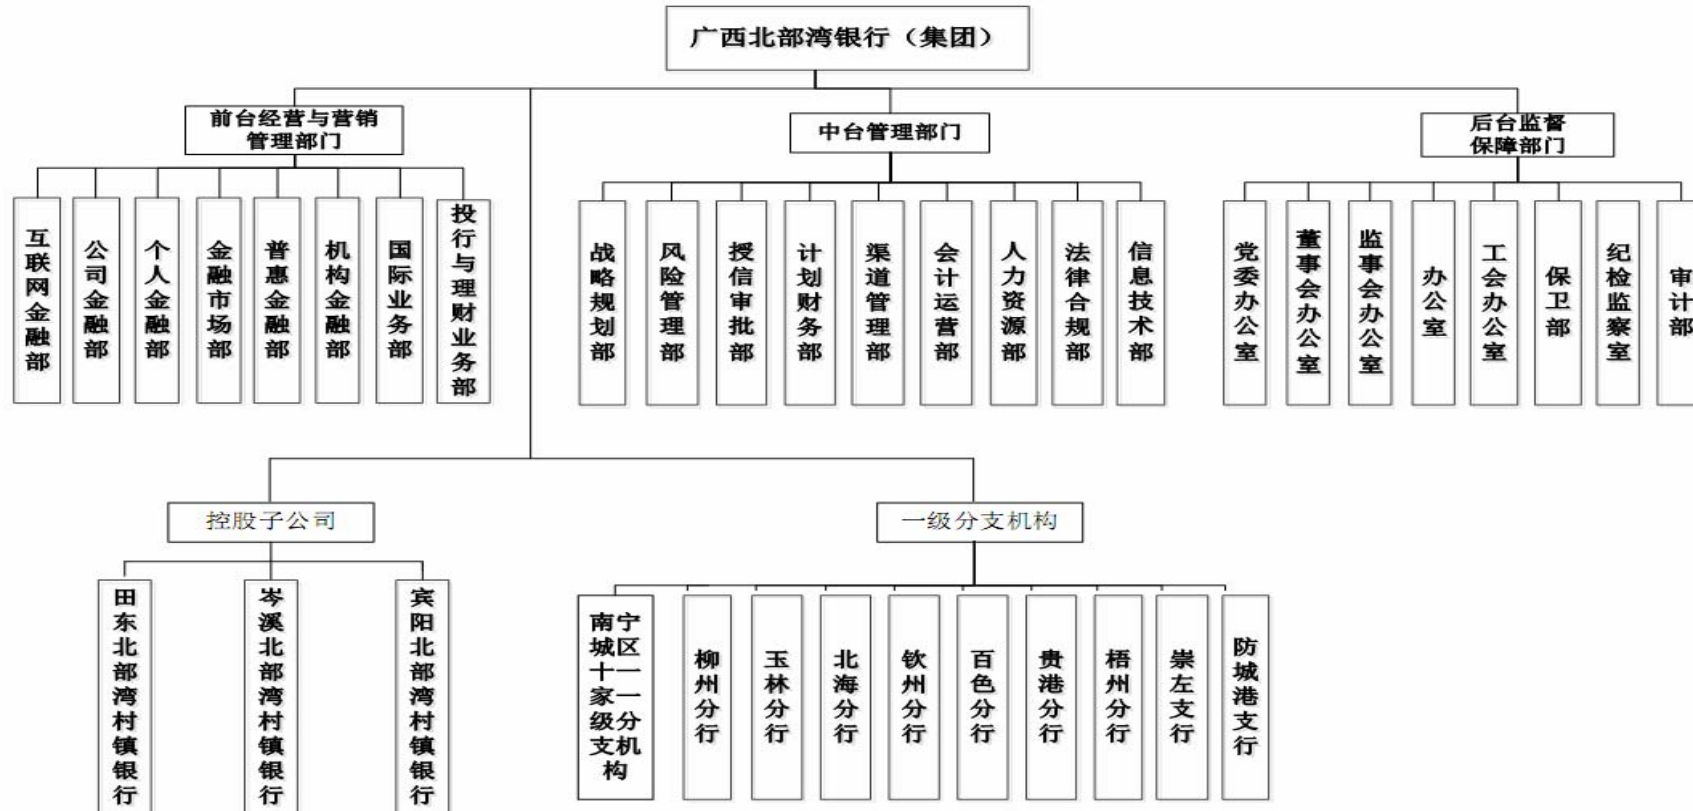 广西北部湾银行（集团）
前台经营与营销
管理部门
中台管理部门
后台监督
保障部门
互联网金融部
公司金融部
个人金融部
金融市场部
普惠金融部
机构金融部
国际业务部
投行与理财业务部
战略规划部
风险管理部
授信审批部
计划财务部
渠道管理部
会计运营部
人力资源部
法律合规部
信息技术部
党委办公室
董事会办公室
监事会办公室
办公室
工会办公室
保卫部
纪检监察室
审计部
控股子公司
一级分支机构
田东北部湾村镇银行
岑溪北部湾村镇银行
宾阳北部湾村镇银行
南宁
城区
十一
家一
级分
支机
构
柳州分行
玉林分行
北海分行
钦州分行
百色分行
贵港分行
梧州分行
崇左支行
防城港支行